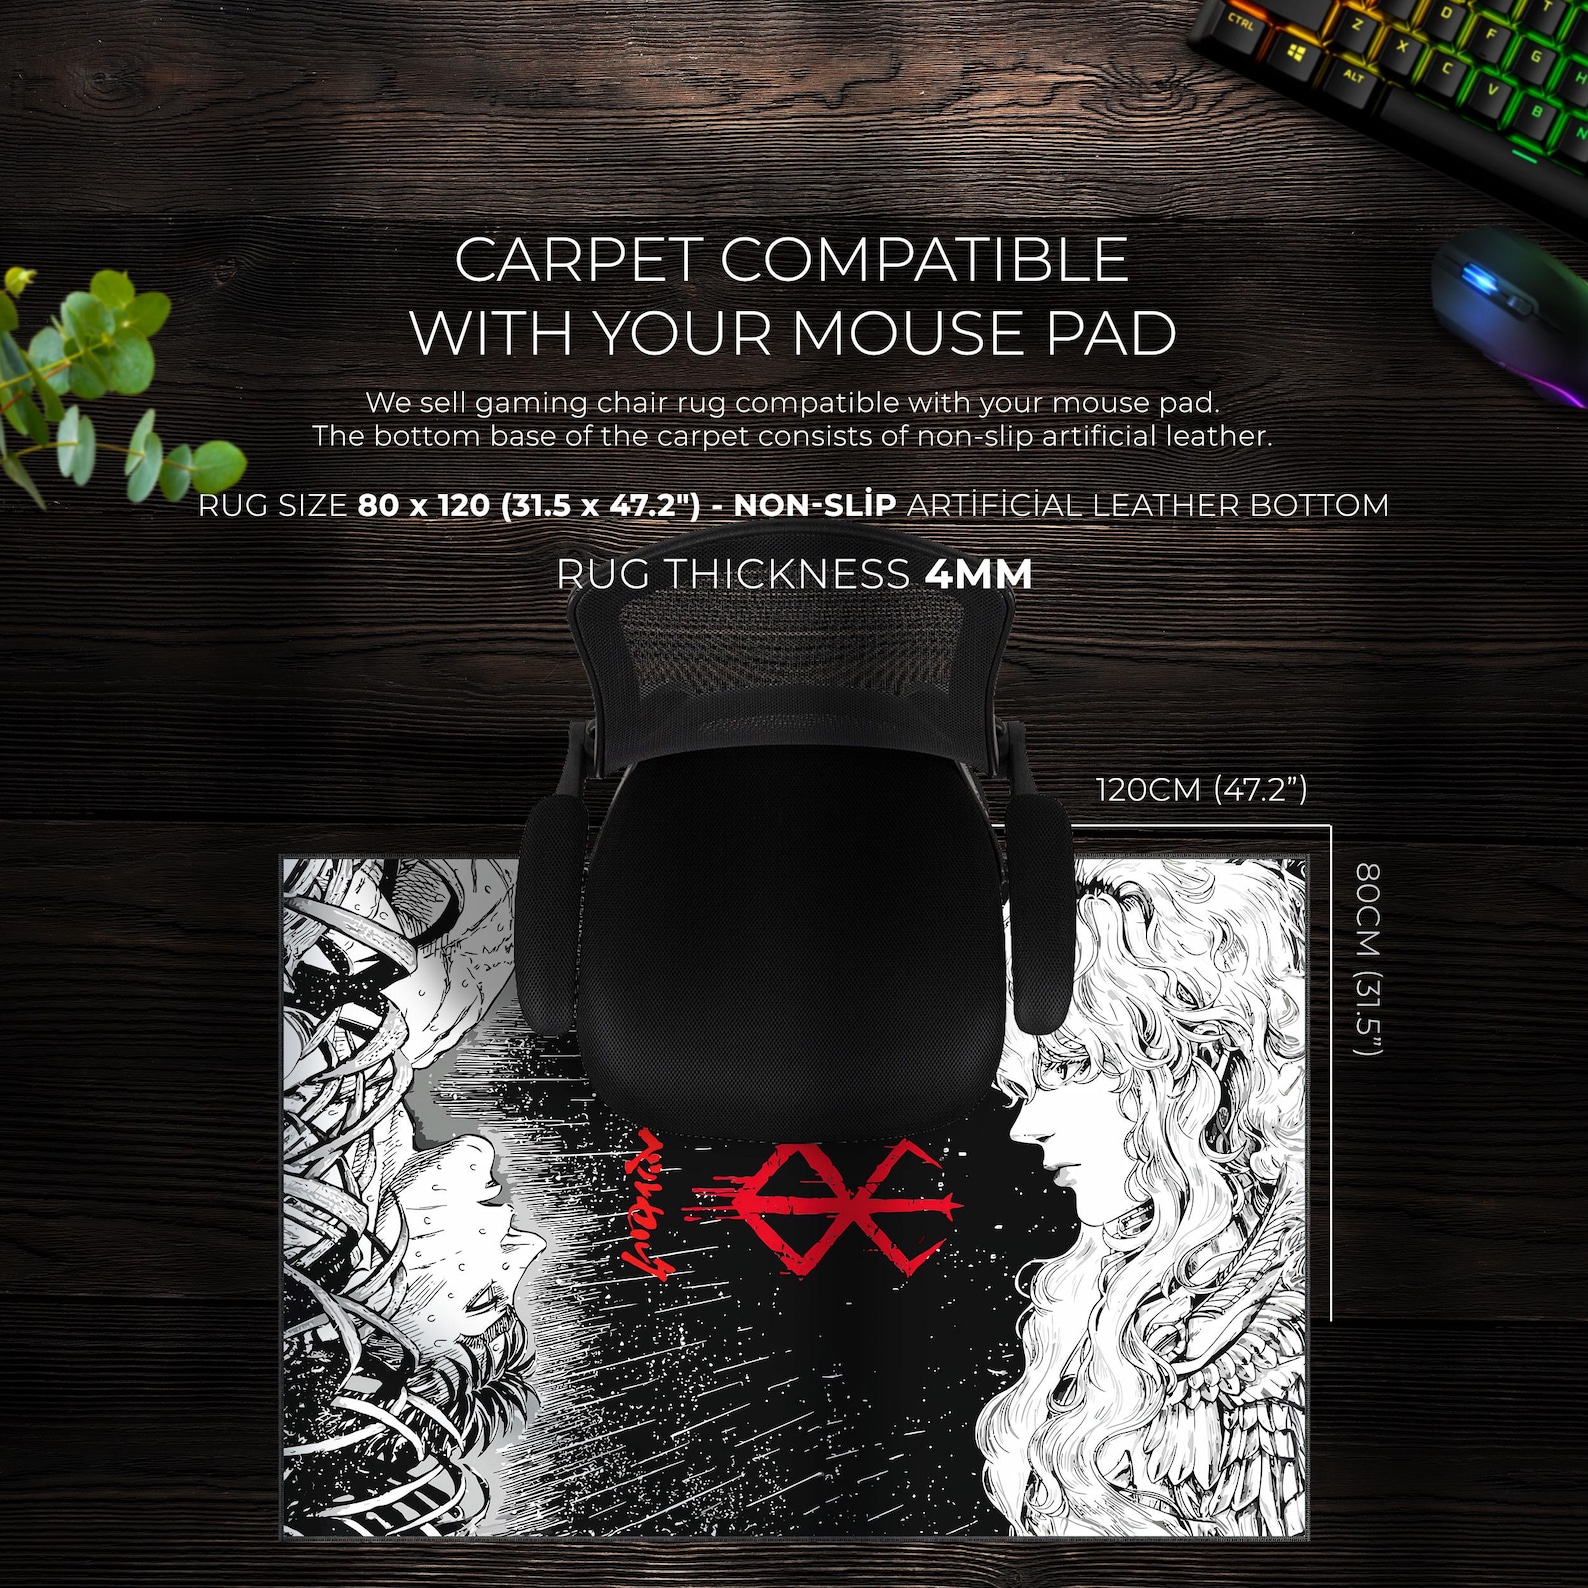 CTRL
ALT
Z
X
C
V
B
N
D
F
G
H
T
CARPET COMPATIBLE
WITH YOUR MOUSE PAD
We sell gaming chair rug compatible with your mouse pad.
The bottom base of the carpet consists of non-slip artificial leather.
RUG SIZE 80 x 120 (31.5 x 47.2") - NON-SLİP ARTİFİCİAL LEATHER BOTTOM
RUG THICKNESS 4MM
120CM (47.2”)
80CM (31.5”)